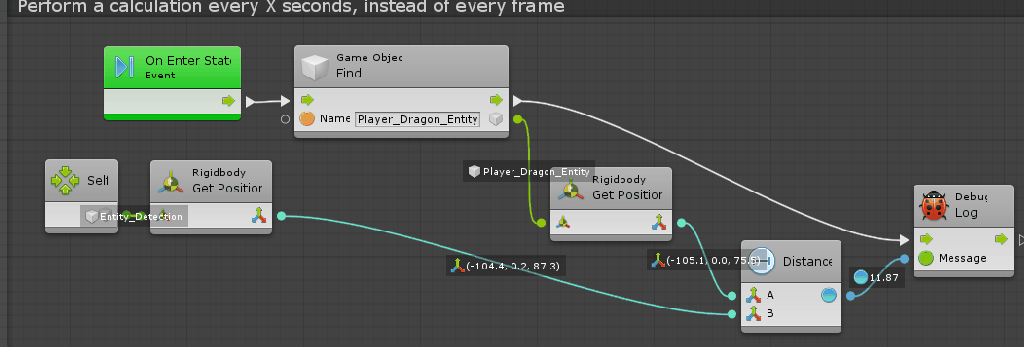 Perform a calculation every X seconds, instead of every frame
On Enter Stat
Event
Game Objec
Find
Name Player_Dragon_Entity
Self
Entity_Detection
Rigidbody
Get Position
Player_Dragon_Entity
Rigidbody
Get Position
(-104.4, 0.2, 87.3)
(-105.1, 0.0, 75.5)
Distance
A
B
11.87
Debug
Log
Message